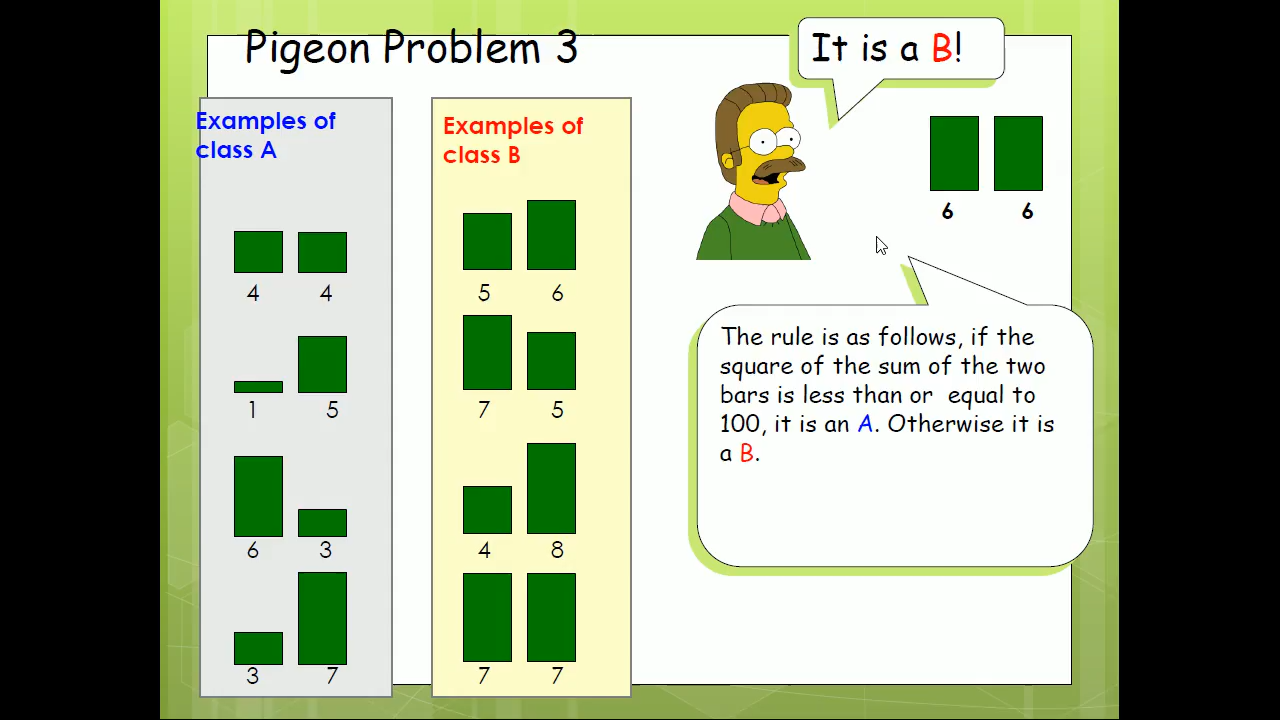 Pigeon Problem 3
It is a B!
Examples of
class A
4 4
1 5
6 3
3 7
Examples of
class B
5 6
7 5
4 8
7 7
6 6
The rule is as follows, if the
square of the sum of the two
bars is less than or equal to
100, it is an A. Otherwise it is
a B.